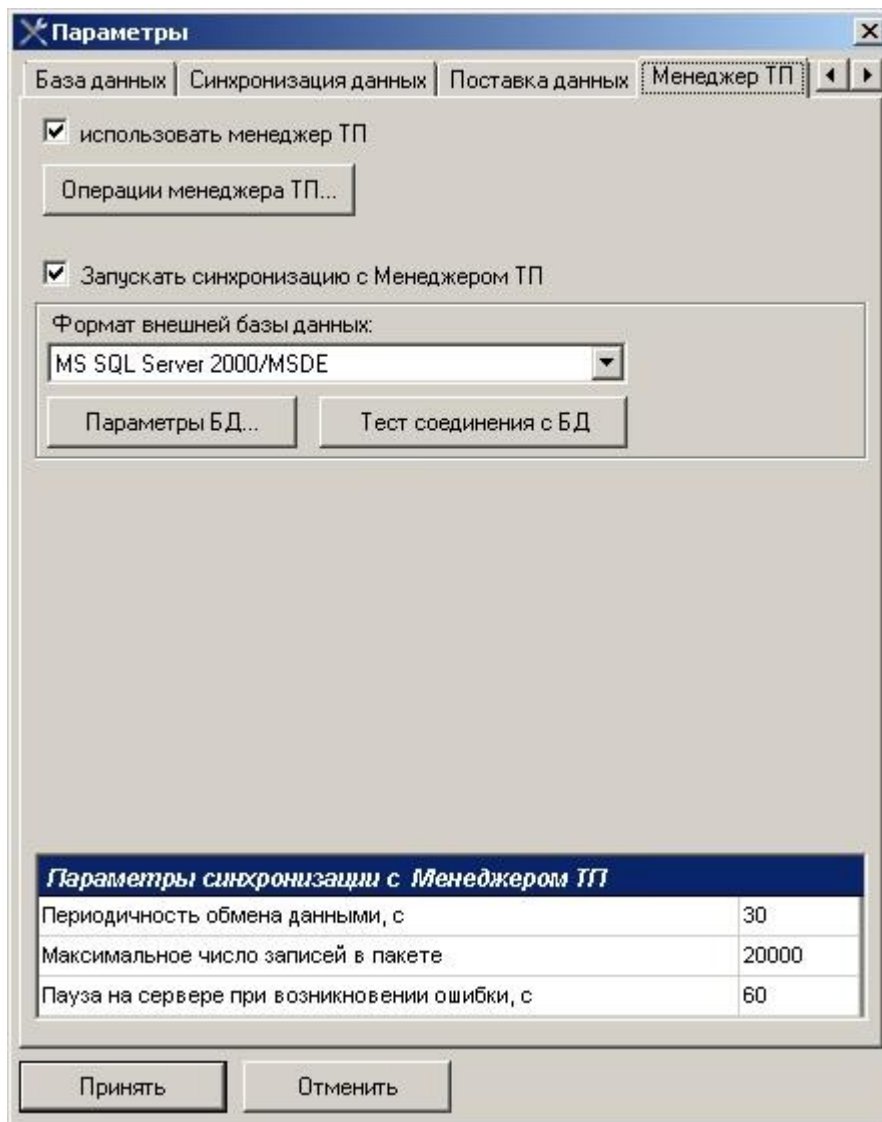 Параметры
База данных Синхронизация данных Поставка данных Менеджер ТП
использовать менеджер ТП
Операции менеджера ТП...
Запускать синхронизацию с Менеджером ТП
Формат внешней базы данных:
MS SQL Server 2000/MSDE
Параметры БД... Тест соединения с БД
Параметры синхронизации с Менеджером ТП
Периодичность обмена данными, с 30
Максимальное число записей в пакете 20000
Пауза на сервере при возникновении ошибки, с 60
Принять Отменить